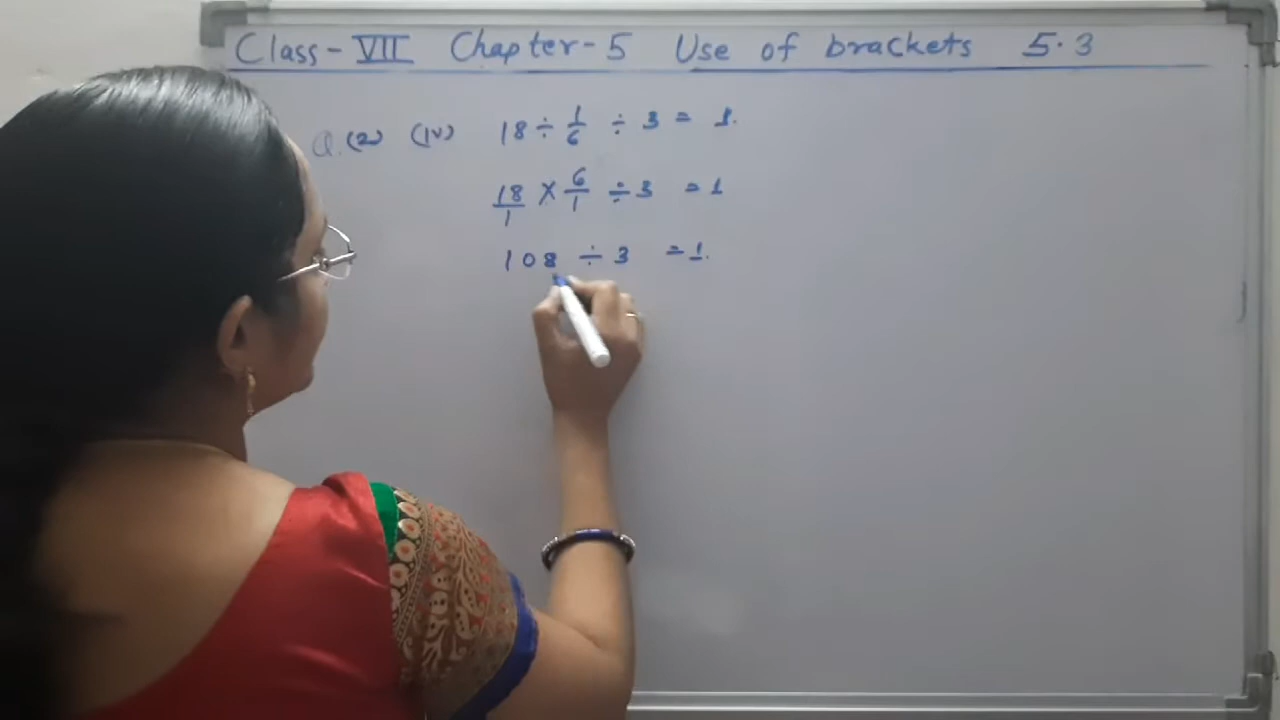 Class-VII Chapter-5 Use of brackets 5.3
Q.(2) (iv) 18 ÷ 1/6 ÷ 3 = 1.
18/1 × 6/1 ÷ 3 = 1
108 ÷ 3 = 1.